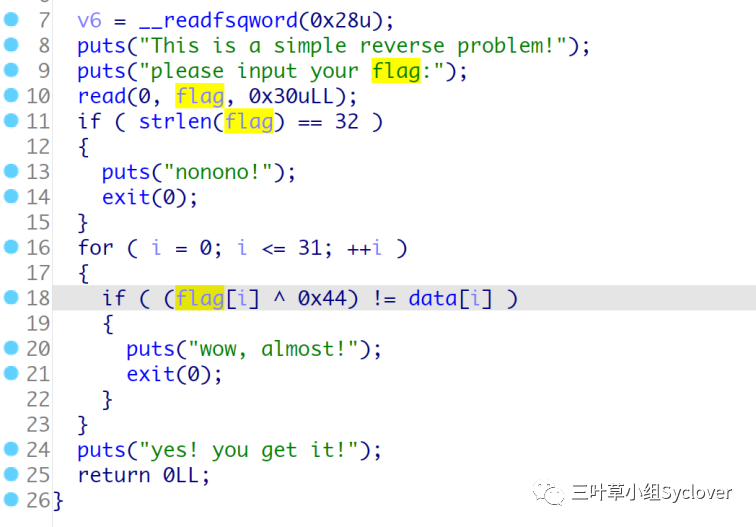 7 v6 = __readfsqword(0x28u);
8 puts("This is a simple reverse problem!");
9 puts("please input your flag:");
10 read(0, flag, 0x30uLL);
11 if ( strlen(flag) == 32 )
12 {
13 puts("nonono!");
14 exit(0);
15 }
16 for ( i = 0; i <= 31; ++i )
17 {
18 if ( (flag[i] ^ 0x44) != data[i] )
19 {
20 puts("wow, almost!");
21 exit(0);
22 }
23 }
24 puts("yes! you get it!");
25 return 0LL;
26 }
三叶草小组Syclover